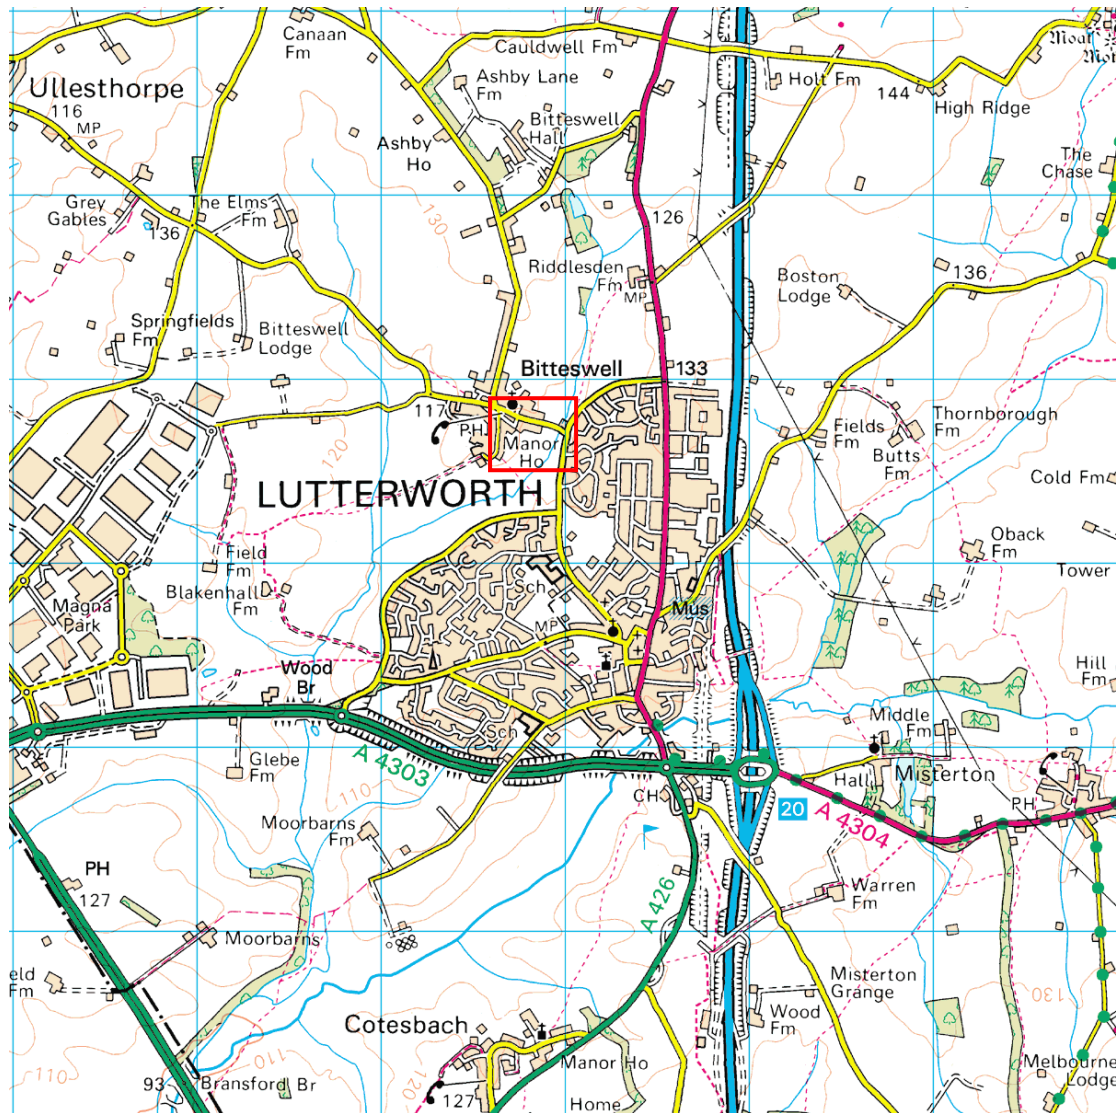 Canaan
Fm
Cauldwell Fm
Moat
Ullesthorpe
116
MP
Ashby Lane
Fm
Holt Fm
144
High Ridge
Bitteswell
Hall
Ashby
Ho
The
Chase
Grey
Gables
The Elms
Fm
136
130
126
Riddlesden
Fm
MP
Boston
Lodge
136
Springfields
Fm
Bitteswell
Lodge
Bitteswell
133
117
PH
Manor
Ho
Fields
Fm
Thornborough
Butts
Fm
120
Cold Fm
LUTTERWORTH
Oback
Fm
Field
Fm
Blakenhall
Fm
Sch
Tower
Magna
Park
MP
Mus
Wood
Br
Hill
Fm
Sch
Middle
Fm
Glebe
Fm
A 4303
110
CH
Hall
Misterton
PH
20
A 4304
Moorbarns
Fm
PH
127
A 426
Warren
Fm
Moorbarns
eld
Fm
Misterton
Grange
130
Wood
Fm
Cotesbach
Manor Ho
110
110
93
Bransford Br
120
127
Home
Melbourne
Lodge